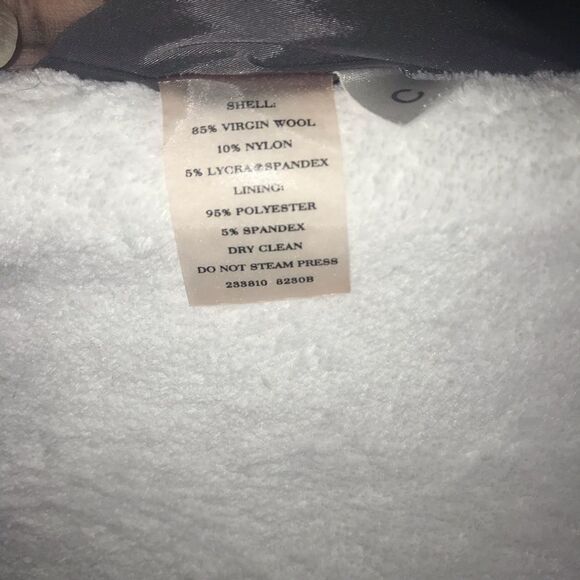 SHELL:
85% VIRGIN WOOL
10% NYLON
5% LYCRA®SPANDEX
LINING:
95% POLYESTER
5% SPANDEX
DRY CLEAN
DO NOT STEAM PRESS
233810 8230B